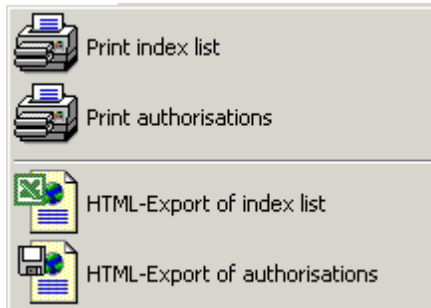 Print index list
Print authorisations
HTML-Export of index list
HTML-Export of authorisations